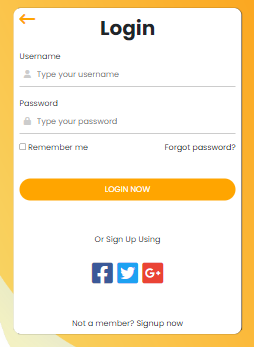 Login
Username
Type your username
Password
Type your password
Remember me Forgot password?
LOGIN NOW
Or Sign Up Using
f G+
Not a member? Signup now